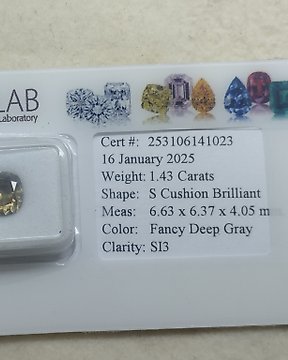 LAB
Laboratory
Cert #: 253106141023
16 January 2025
Weight: 1.43 Carats
Shape: S Cushion Brilliant
Meas: 6.63 x 6.37 x 4.05 m
Color: Fancy Deep Gray
Clarity: SI3